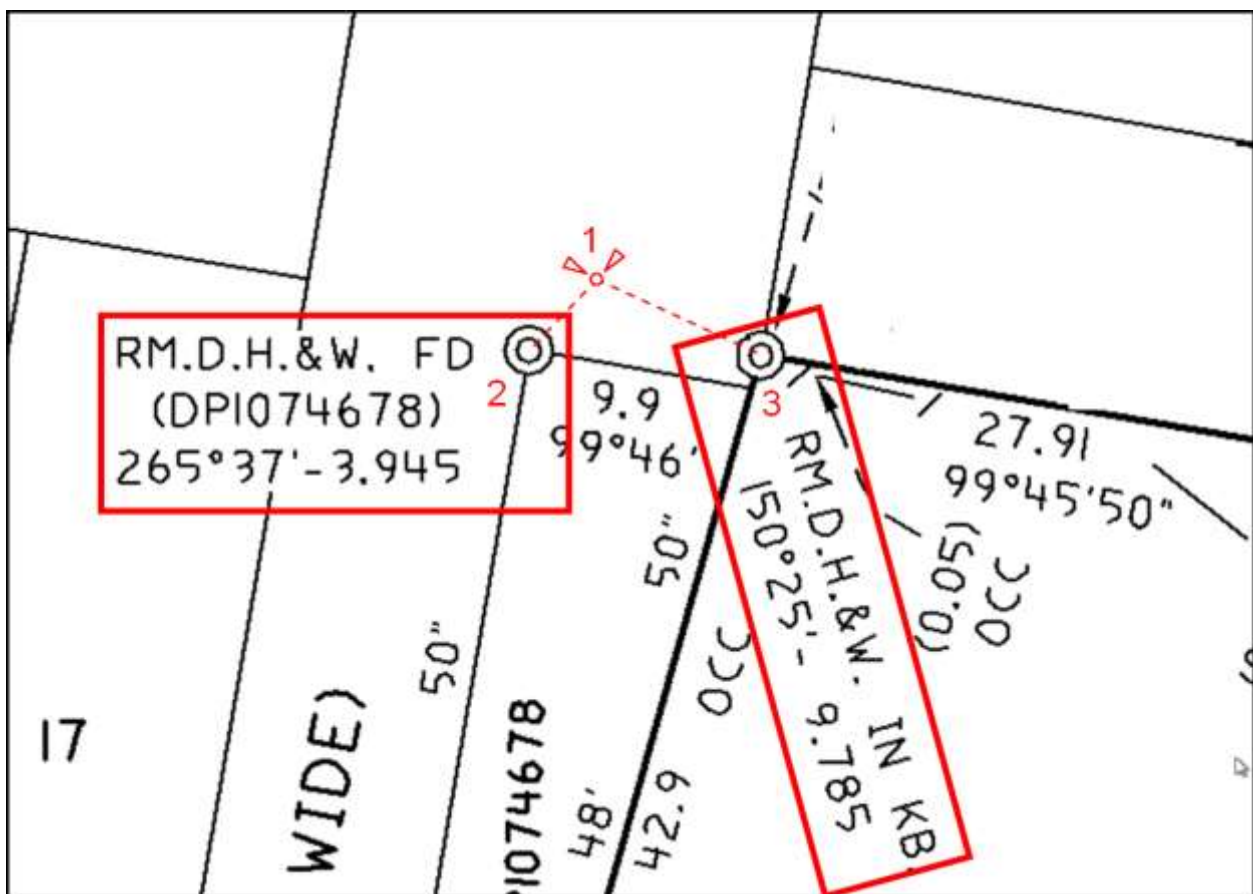 1
RM.D.H.&W. FD
(DP1074678)
265°37'-3.945
2
9.9
99°46'
3
27.91
99°45'50"
RM.D.H.&W. IN KB.
150°25'- 9.785
(0.05)
OCC
50"
OCC
50"
17
WIDE)
P1074678
48'
42.9